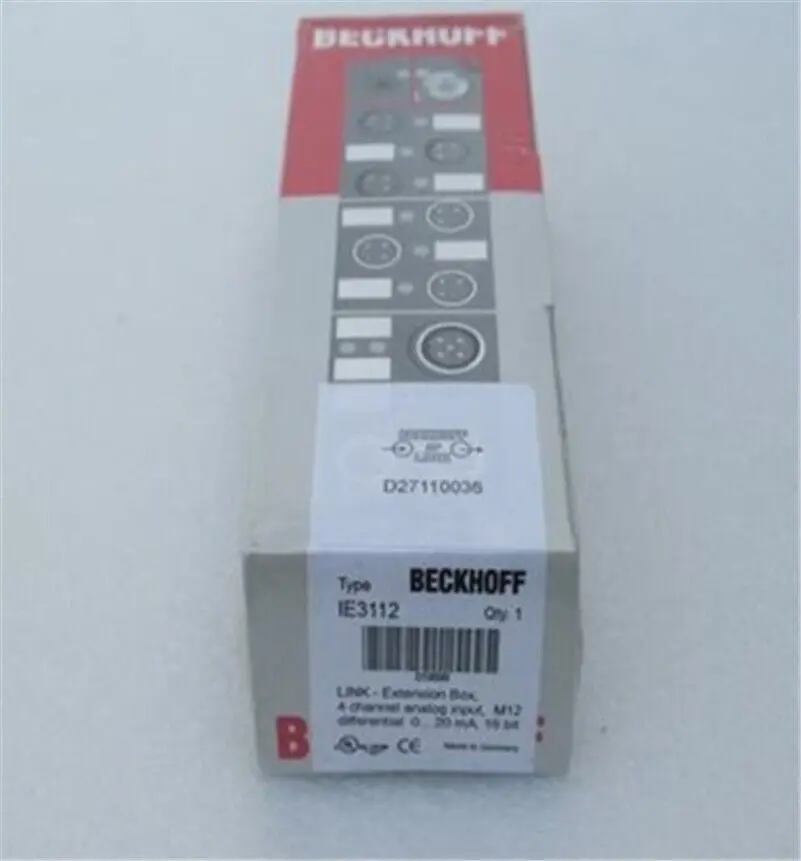 BECKHOFF
D27110036
Type BECKHOFF
IE3112 Qty. 1
LINK - Extension Box,
4 channel analog input, M12
differential 0... 20 mA, 16 bit
CE Made in Germany
B F